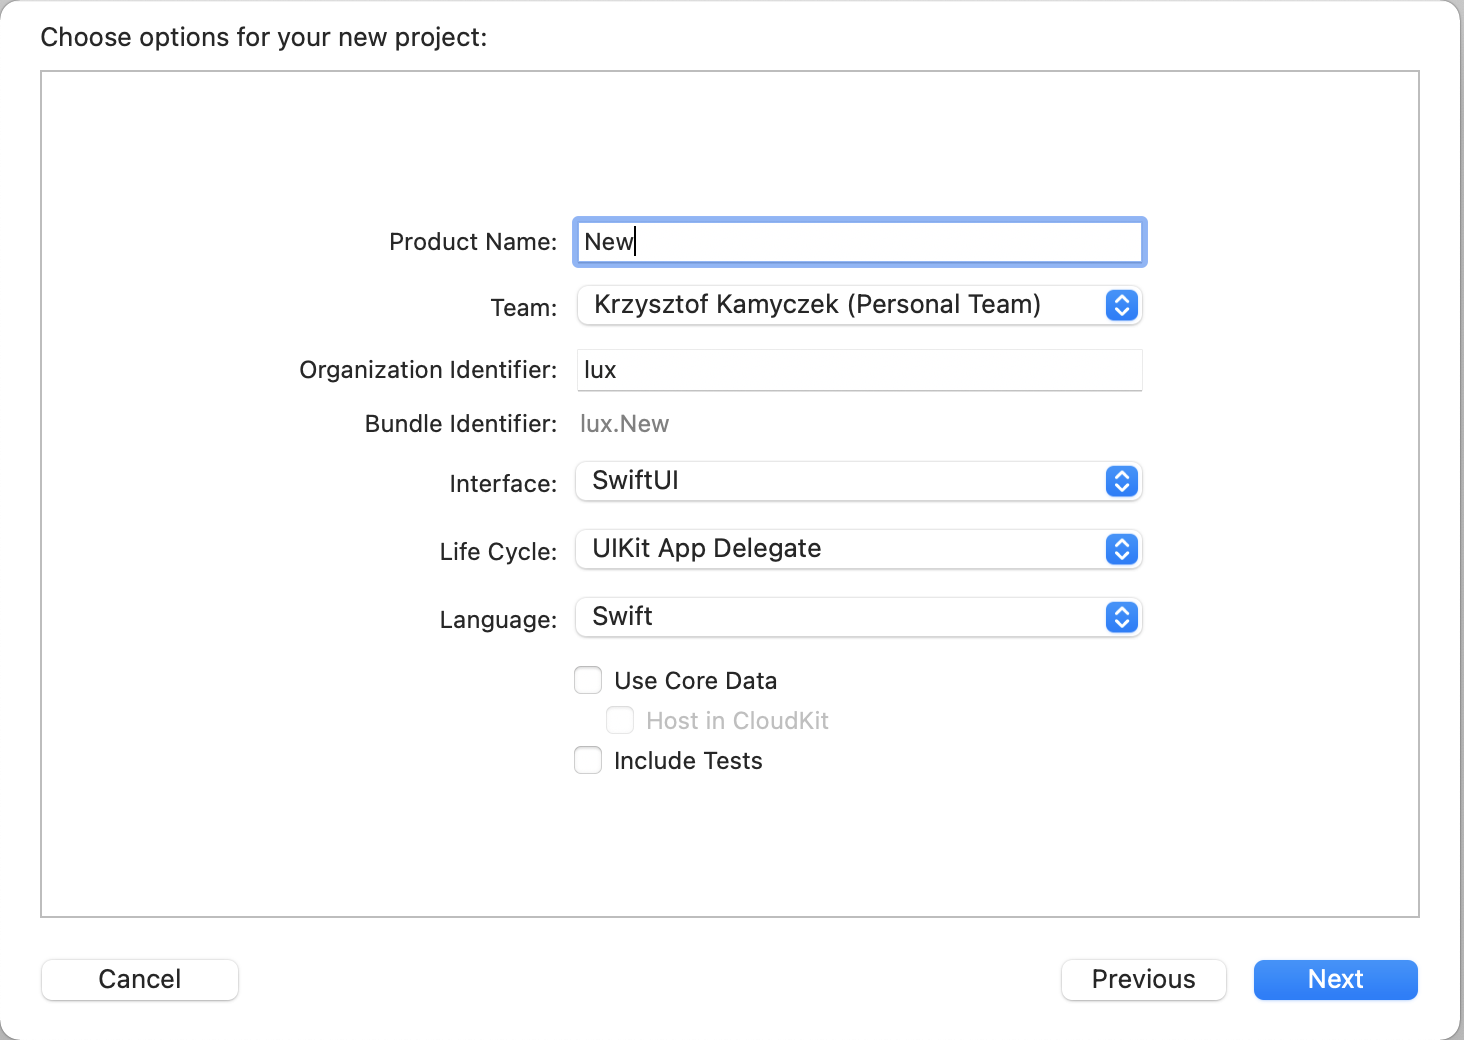 Choose options for your new project:
Product Name: New
Team: Krzysztof Kamyczek (Personal Team)
Organization Identifier: lux
Bundle Identifier: lux.New
Interface: SwiftUI
Life Cycle: UIKit App Delegate
Language: Swift
Use Core Data
Host in CloudKit
Include Tests
Cancel Previous Next